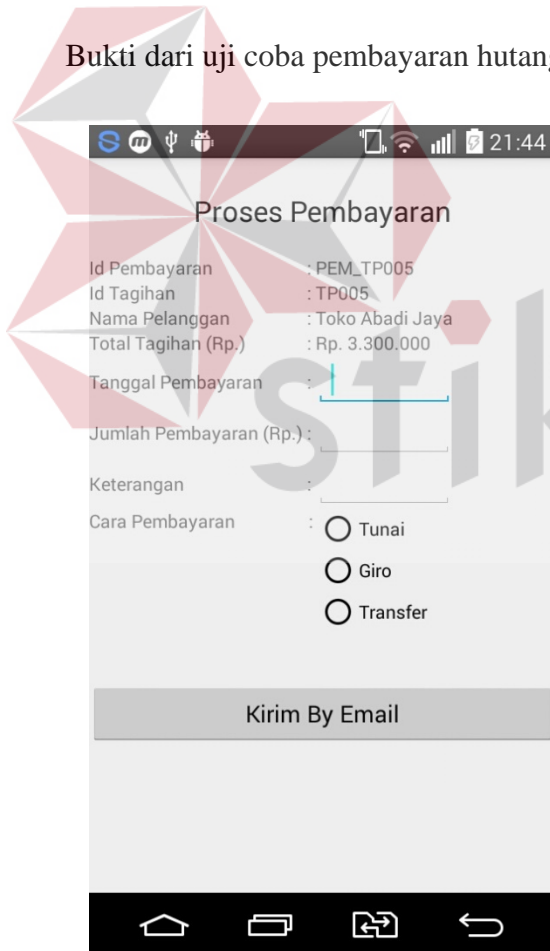 Bukti dari uji coba pembayaran hutang
21:44
Proses Pembayaran
Id Pembayaran : PEM_TP005
Id Tagihan : TP005
Nama Pelanggan : Toko Abadi Jaya
Total Tagihan (Rp.) : Rp. 3.300.000
Tanggal Pembayaran :
Jumlah Pembayaran (Rp.) :
Keterangan :
Cara Pembayaran : Tunai
Giro
Transfer
Kirim By Email
stik